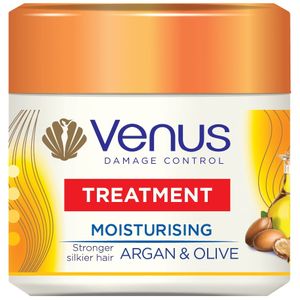 Venus
DAMAGE CONTROL
TREATMENT
MOISTURISING
Stronger
silkier hair
ARGAN & OLIVE